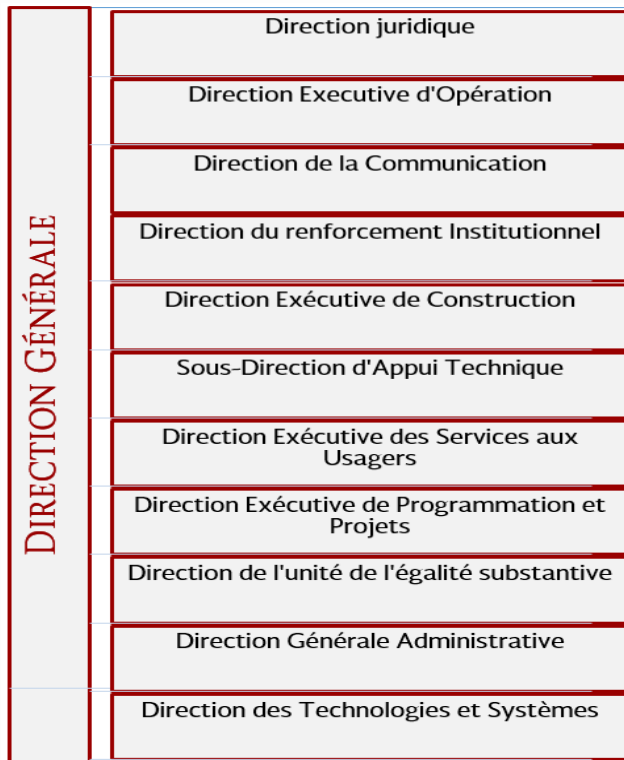 DIRECTION GÉNÉRALE
Direction juridique
Direction Executive d'Opération
Direction de la Communication
Direction du renforcement Institutionnel
Direction Exécutive de Construction
Sous-Direction d'Appui Technique
Direction Exécutive des Services aux
Usagers
Direction Exécutive de Programmation et
Projets
Direction de l'unité de l'égalité substantive
Direction Générale Administrative
Direction des Technologies et Systèmes